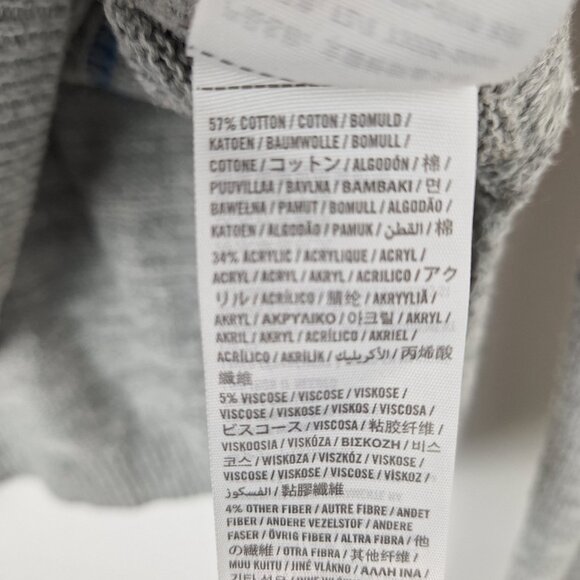 57% COTTON / COTON / BOMULD /
KATOEN / BAUMWOLLE / BOMULL /
COTONE / コットン / ALGODÓN / 棉 /
PUUVILLAA / BAVLNA / ΒΑΜΒΑΚΙ / 면 /
BAWEŁNA / PAMUT / BOMULL / ALGODÃO /
KATOEN / ALGODÃO / PAMUK / القطن / 棉
34% ACRYLIC / ACRYLIQUE / ACRYL /
ACRYL / ACRYL / AKRYL / ACRILICO / アク
リル / ACRÍLICO / 腈纶 / AKRYYLIÄ /
AKRYL / ΑΚΡΥΛΙΚΟ / 아크릴 / AKRYL /
AKRIL / AKRYL / ACRÍLICO / AKRIEL /
ACRÍLICO / AKRİLİK / الأكريليك / 丙烯酸
纖維
5% VISCOSE / VISCOSE / VISKOSE /
VISCOSE / VISKOSE / VISKOS / VISCOSA /
ビスコース / VISCOSA / 粘胶纤维 /
VISKOOSIA / VISKÓZA / ΒΙΣΚΟΖΗ / 비스
코스 / WISKOZA / VISZKÓZ / VISKOSE /
VISCOSE / VISKOSE / VISCOSE / VİSKOZ /
الفسكوز / 黏膠纖維
4% OTHER FIBER / AUTRE FIBRE / ANDET
FIBER / ANDERE VEZELSTOF / ANDERE
FASER / ÖVRIG FIBER / ALTRA FIBRA / 他
の繊維 / OTRA FIBRA / 其他纤维 /
MUU KUITU / JINÉ VLÁKNO / ΑΛΛΗ ΙΝΑ /